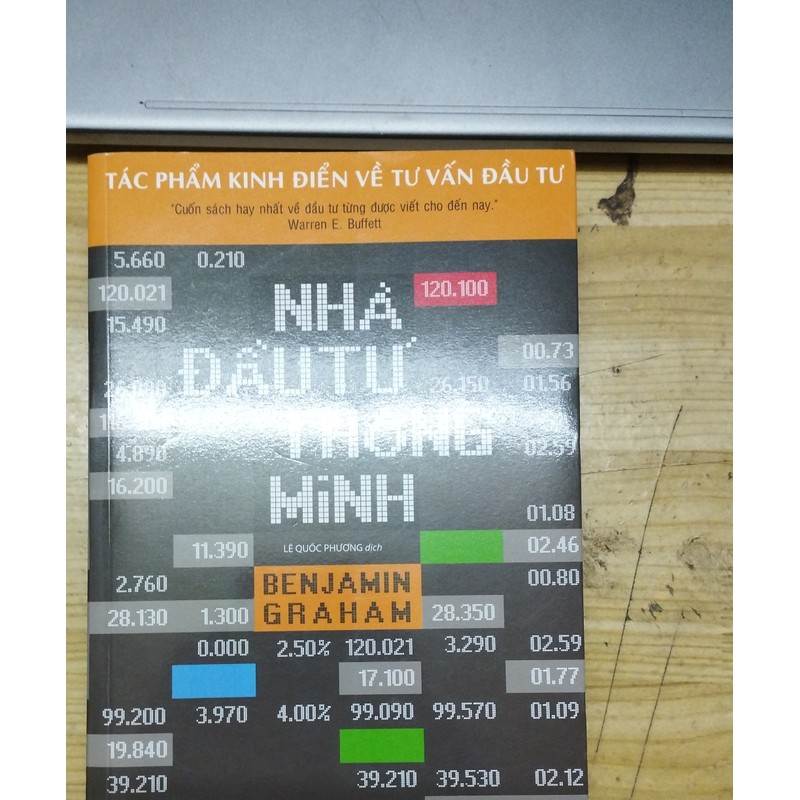 TÁC PHẨM KINH ĐIỂN VỀ TƯ VẤN ĐẦU TƯ
"Cuốn sách hay nhất về đầu tư từng được viết cho đến nay."
Warren E. Buffett
5.660 0.210
120.021 NHÀ 120.100
15.490
00.73
ĐẦU TƯ 26.150 01.56
THÔNG
4.890 02.59
16.200 MINH
01.08
11.390 LÊ QUỐC PHƯƠNG dịch 02.46
2.760 BENJAMIN 00.80
28.130 1.300 GRAHAM 28.350
0.000 2.50% 120.021 3.290 02.59
17.100 01.77
99.200 3.970 4.00% 99.090 99.570 01.09
19.840
39.210 39.210 39.530 02.12